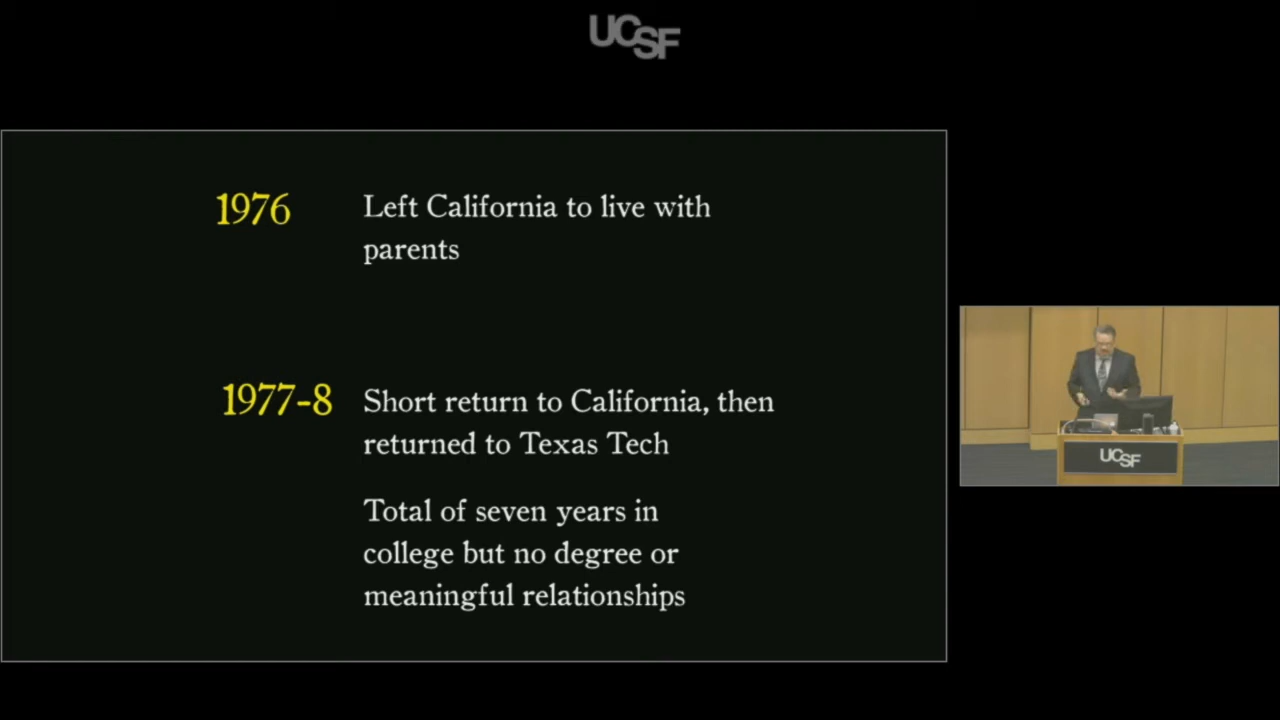 UCSF
1976
Left California to live with
parents
1977-8
Short return to California, then
returned to Texas Tech
Total of seven years in
college but no degree or
meaningful relationships
UCSF